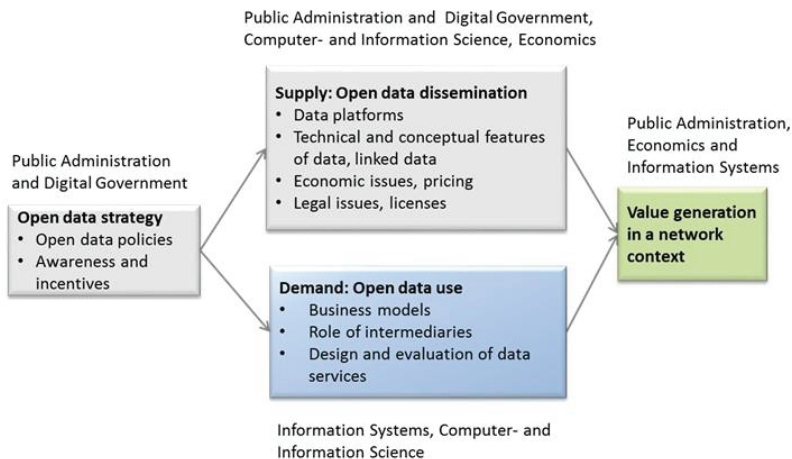 Public Administration and Digital Government,
Computer- and Information Science, Economics
Supply: Open data dissemination
• Data platforms
• Technical and conceptual features
of data, linked data
• Economic issues, pricing
• Legal issues, licenses
Public Administration
and Digital Government
Open data strategy
• Open data policies
• Awareness and
incentives
Demand: Open data use
• Business models
• Role of intermediaries
• Design and evaluation of data
services
Information Systems, Computer- and
Information Science
Public Administration,
Economics and
Information Systems
Value generation
in a network
context